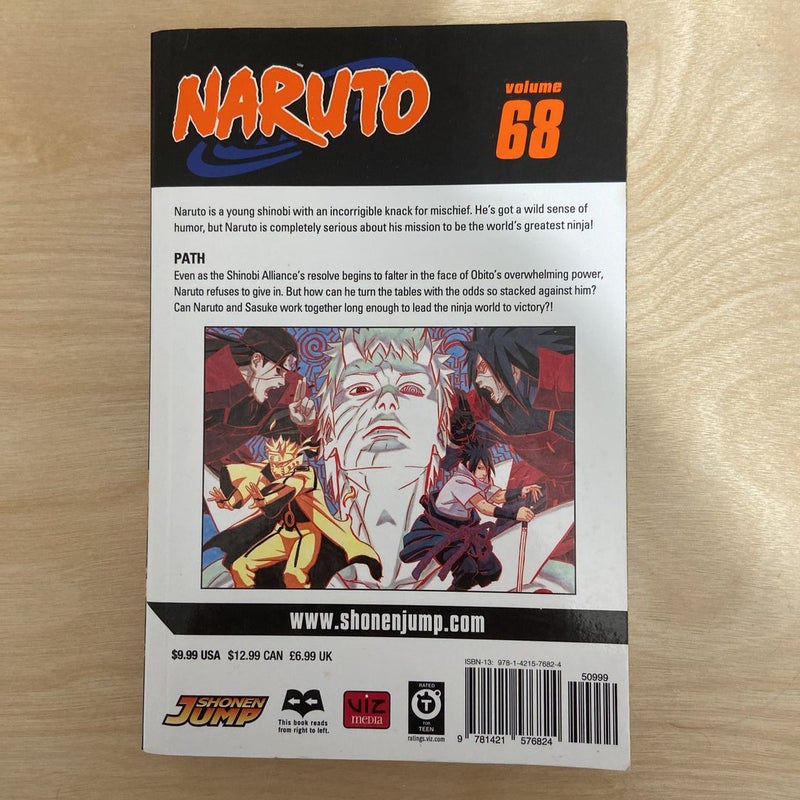 NARUTO
volume
68
Naruto is a young shinobi with an incorrigible knack for mischief. He's got a wild sense of
humor, but Naruto is completely serious about his mission to be the world's greatest ninja!
PATH
Even as the Shinobi Alliance's resolve begins to falter in the face of Obito's overwhelming power,
Naruto refuses to give in. But how can he turn the tables with the odds so stacked against him?
Can Naruto and Sasuke work together long enough to lead the ninja world to victory?!
www.shonenjump.com
$9.99 USA $12.99 CAN £6.99 UK
ISBN-13: 978-1-4215-7682-4
50999
SHONEN
JUMP
This book reads
from right to left.
VIZ
media
RATED
T
FOR
TEEN
ratings.viz.com
9 781421 576824